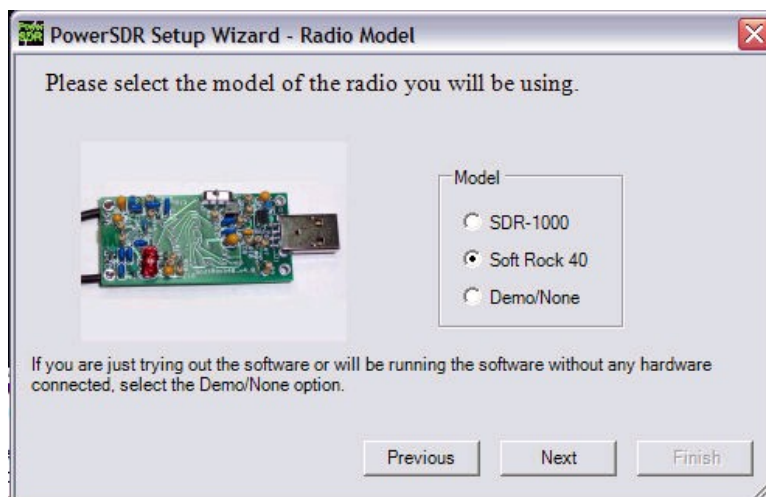 PowerSDR Setup Wizard - Radio Model
Please select the model of the radio you will be using.
Model
SDR-1000
Soft Rock 40
Demo/None
If you are just trying out the software or will be running the software without any hardware
connected, select the Demo/None option.
Previous
Next
Finish